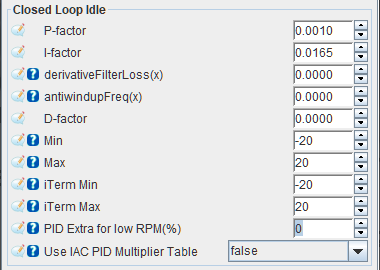 Closed Loop Idle
P-factor 0.0010
I-factor 0.0165
? derivativeFilterLoss(x) 0.0000
? antiwindupFreq(x) 0.0000
D-factor 0.0000
? Min -20
? Max 20
? iTerm Min -20
? iTerm Max 20
? PID Extra for low RPM(%) 0
? Use IAC PID Multiplier Table false